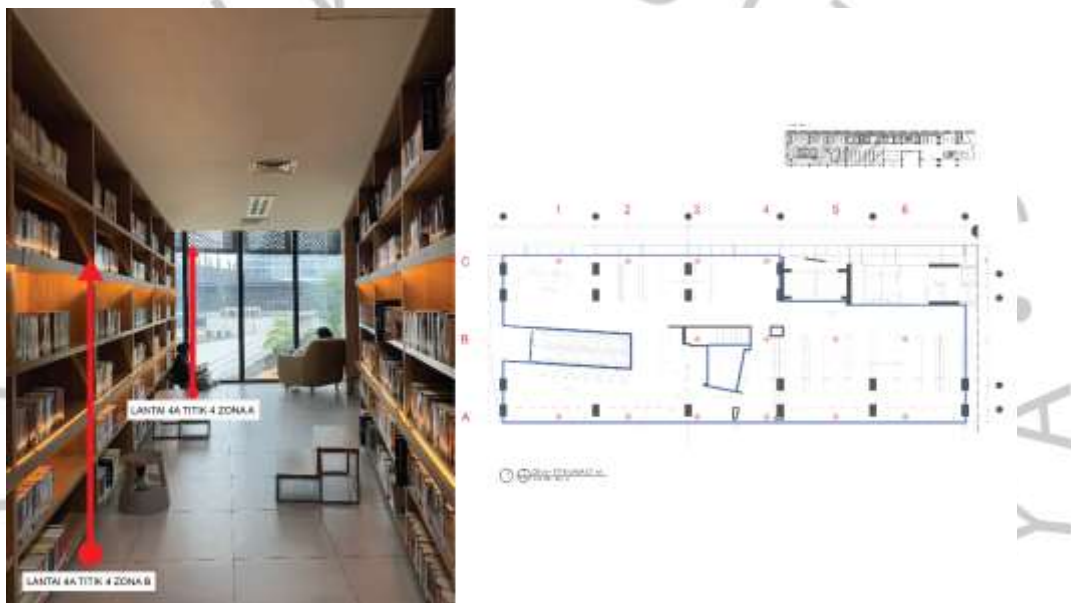 LANTAI 4A TITIK 4 ZONA A
LANTAI 4A TITIK 4 ZONA B
1 2 3 4 5 6
C
B
A